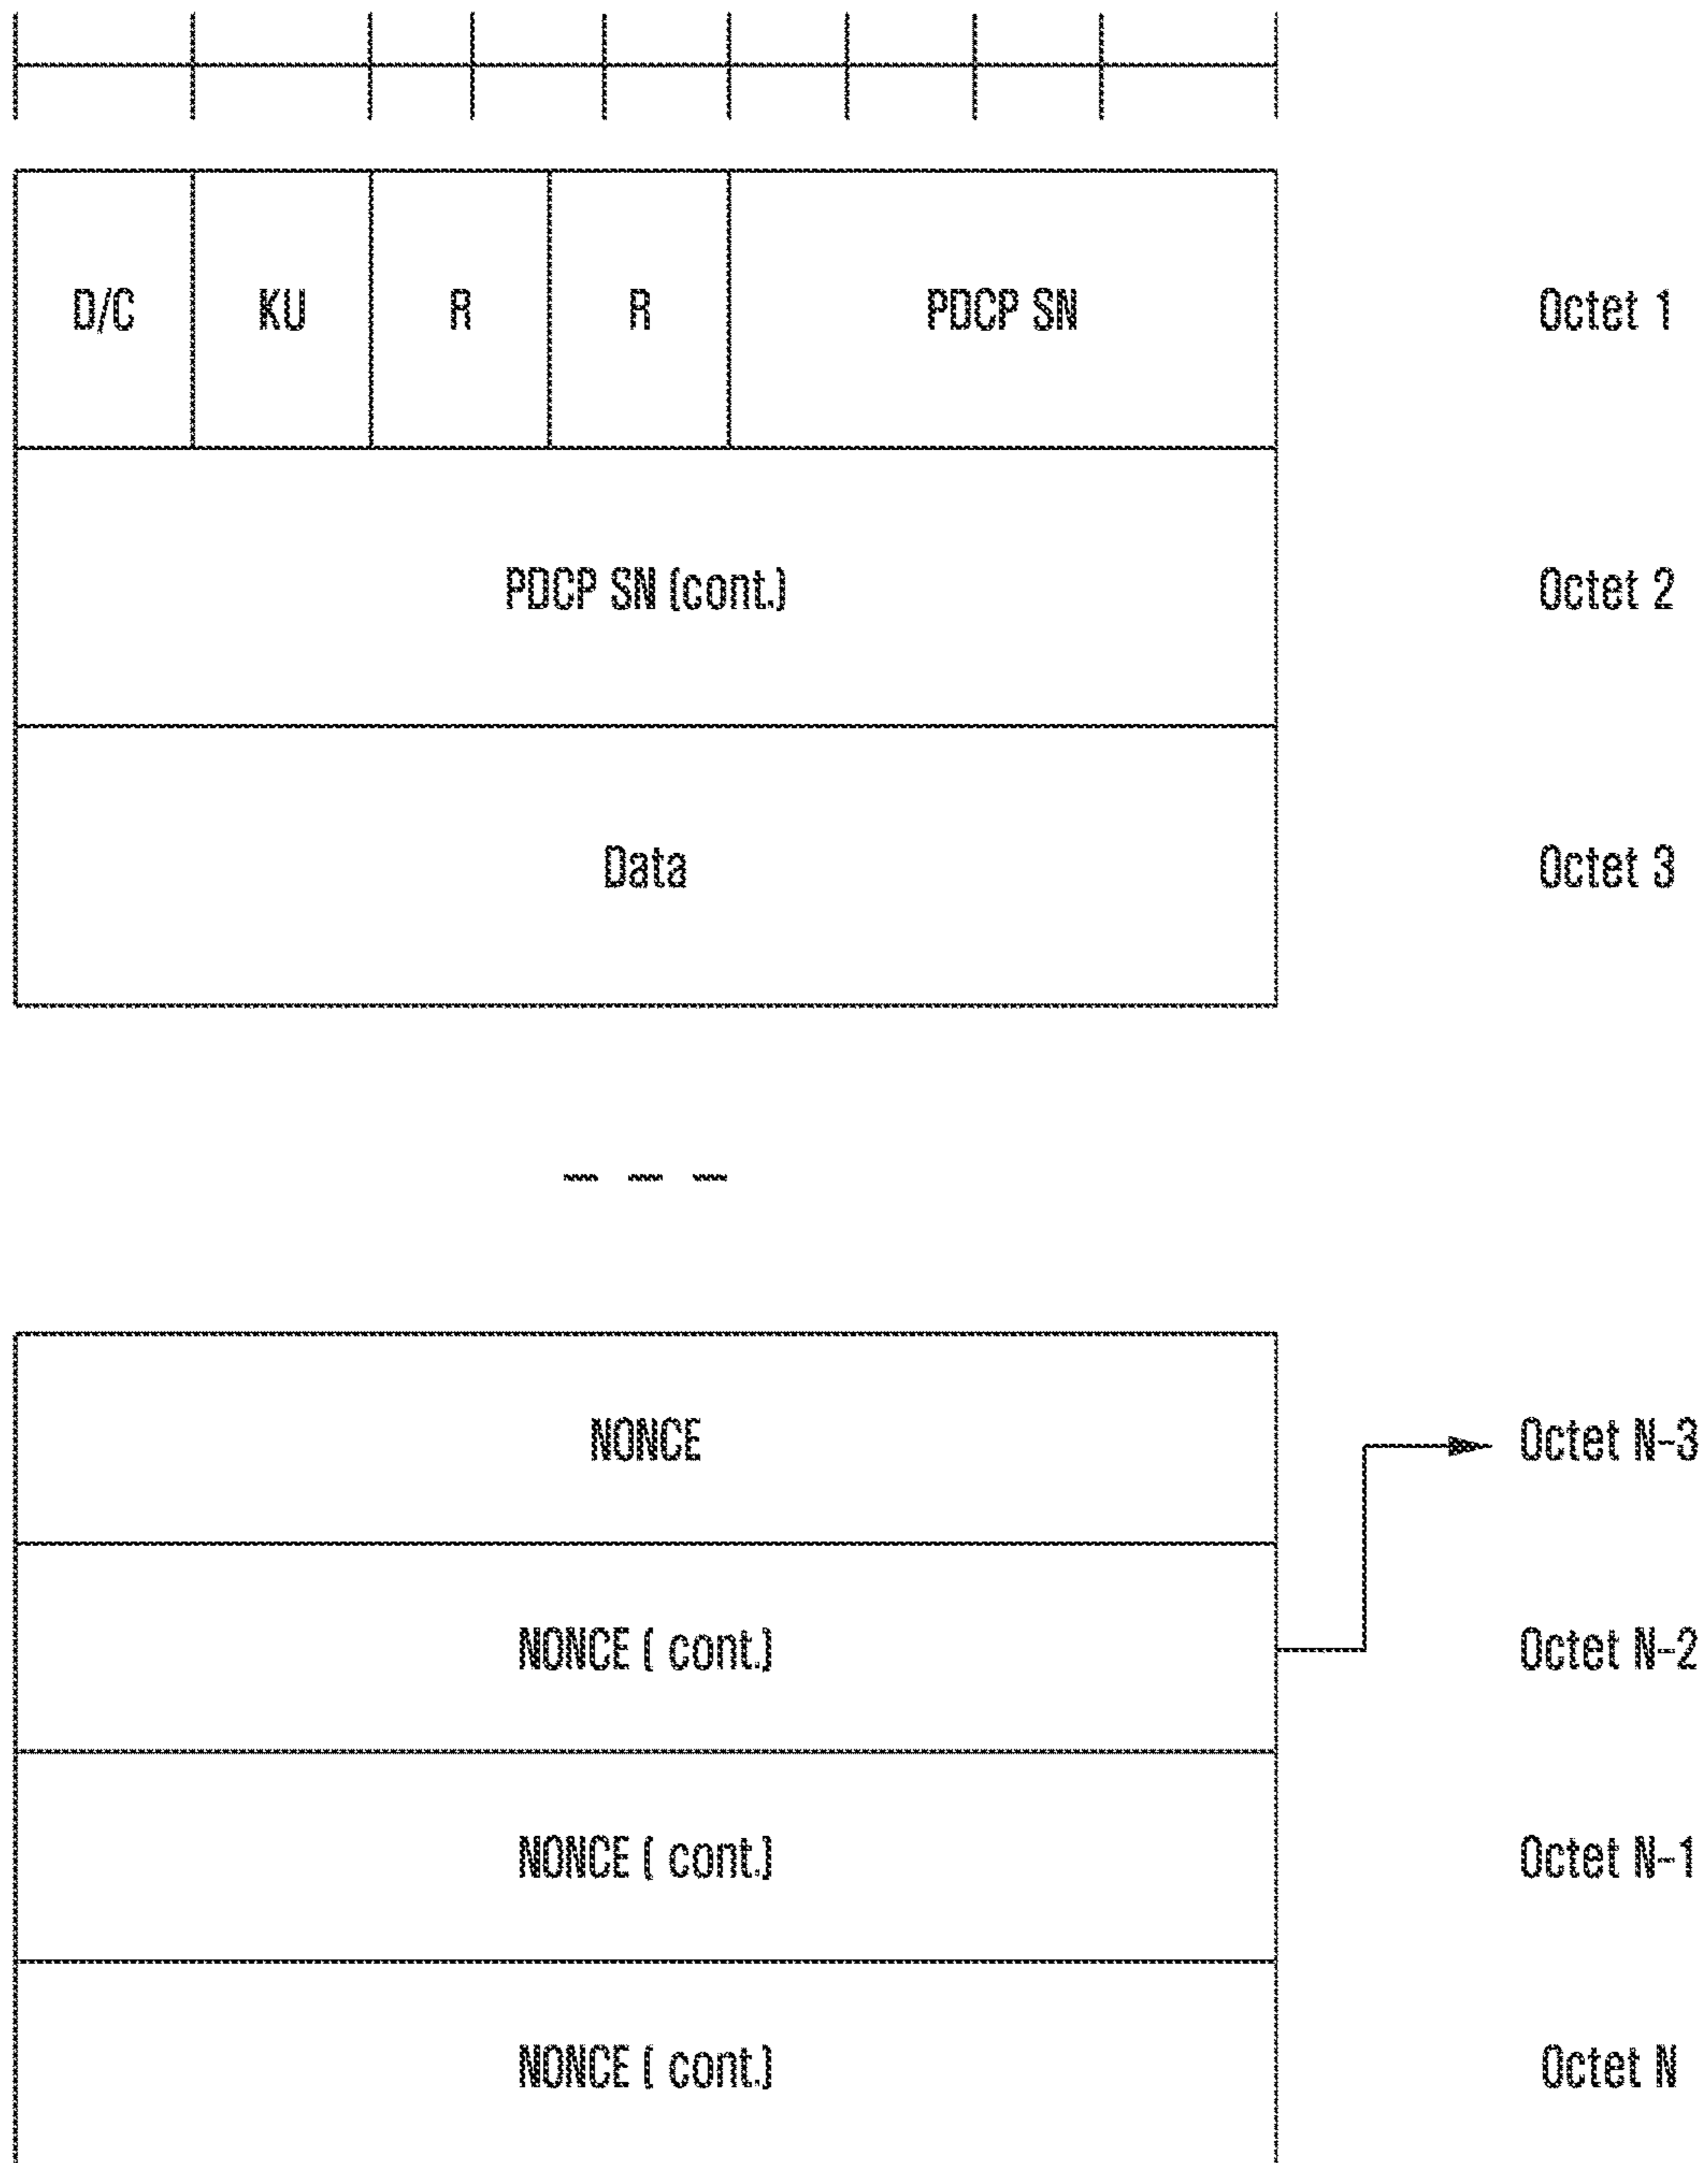 D/C KU R R PDCP SN Octet 1
PDCP SN (cont.) Octet 2
Data Octet 3
NONCE Octet N-3
NONCE ( cont.) Octet N-2
NONCE ( cont.) Octet N-1
NONCE ( cont.) Octet N